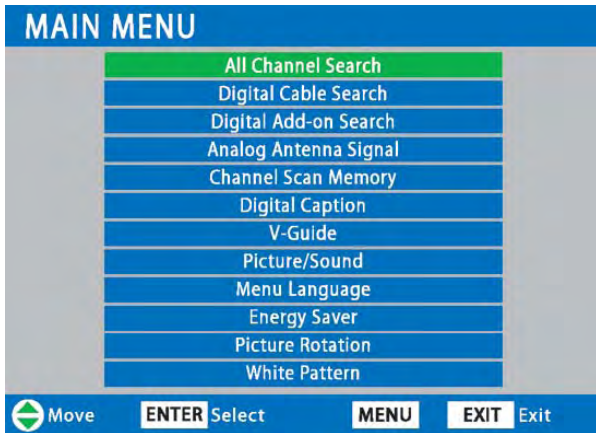 MAIN MENU
All Channel Search
Digital Cable Search
Digital Add-on Search
Analog Antenna Signal
Channel Scan Memory
Digital Caption
V-Guide
Picture/Sound
Menu Language
Energy Saver
Picture Rotation
White Pattern
Move ENTER Select MENU EXIT Exit